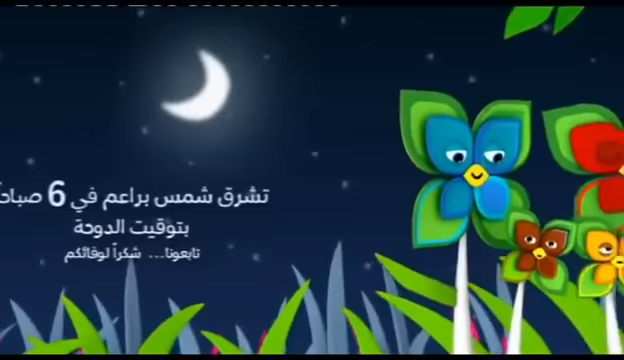 تشرق شمس براعم في 6 صباحاً
بتوقيت الدوحة
تابعونا... شكراً لوفائكم